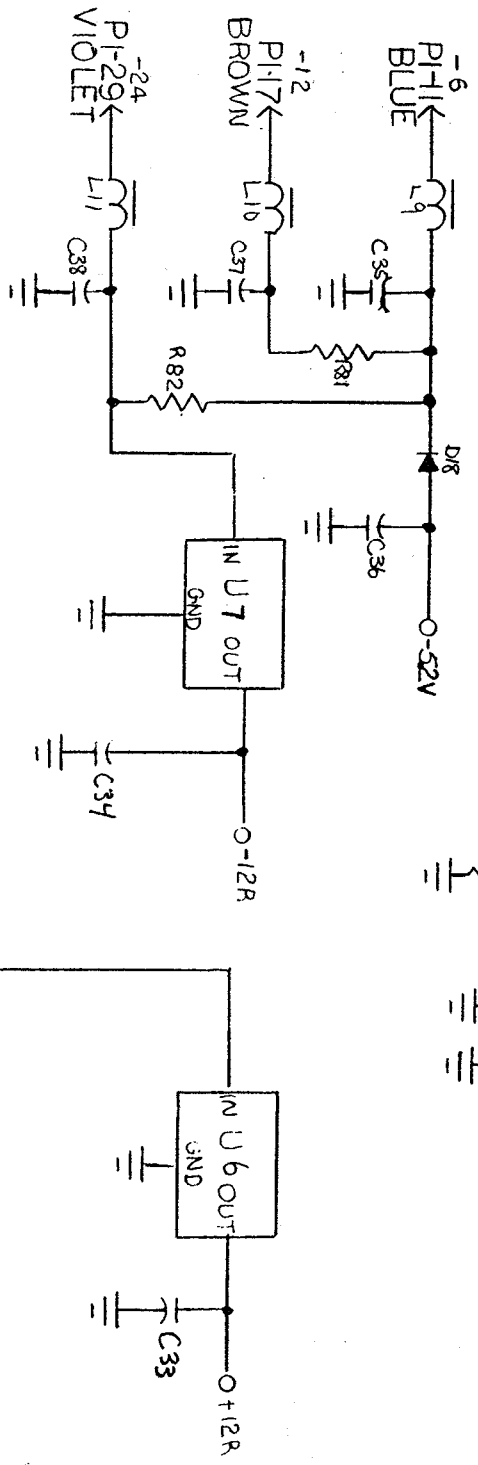 -6
P1-11
BLUE
L9
C35
R81
D18
C36
-52V
-12
P1-17
BROWN
L10
C37
-24
P1-29
VIOLET
L11
C38
R82
IN U7 OUT
GND
C34
-12R
IN U6 OUT
GND
C33
+12R